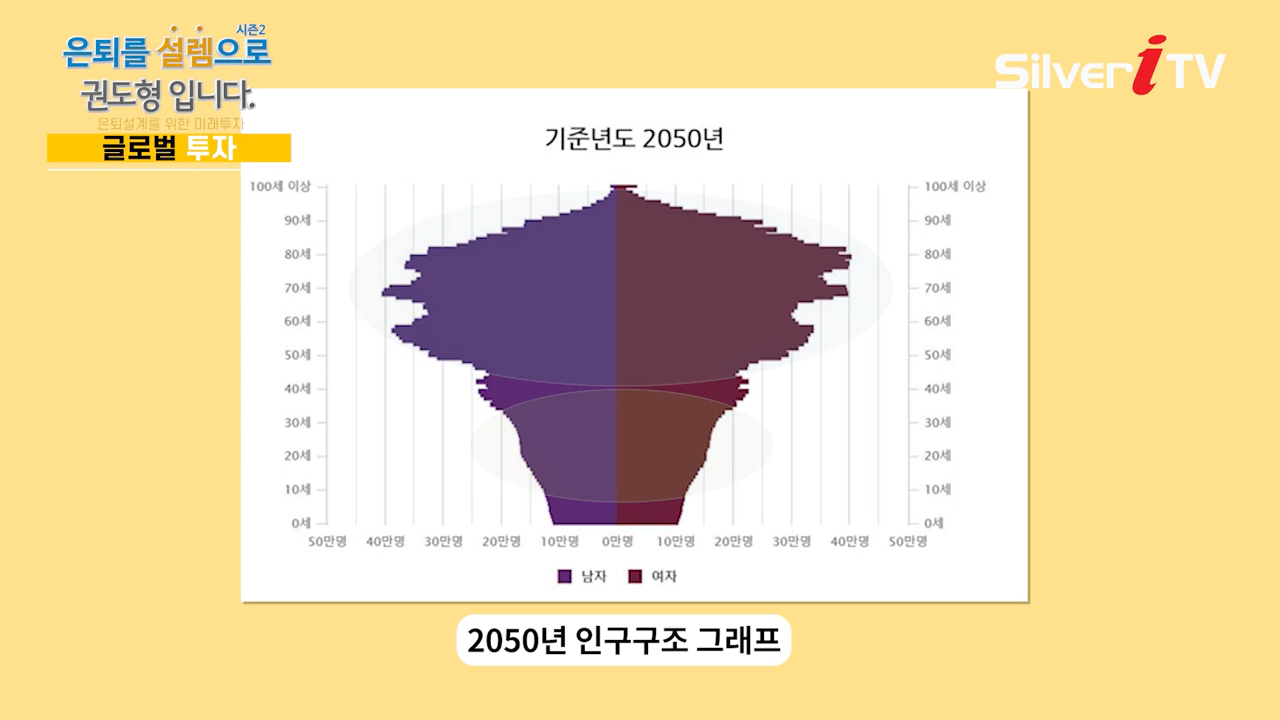 시즌2
은퇴를 설렘으로
권도형 입니다.
은퇴설계를 위한 미래투자
글로벌 투자
Silver i TV
기준년도 2050년
100세 이상 100세 이상
90세 90세
80세 80세
70세 70세
60세 60세
50세 50세
40세 40세
30세 30세
20세 20세
10세 10세
0세 0세
50만명 40만명 30만명 20만명 10만명 0만명 10만명 20만명 30만명 40만명 50만명
남자 여자
2050년 인구구조 그래프